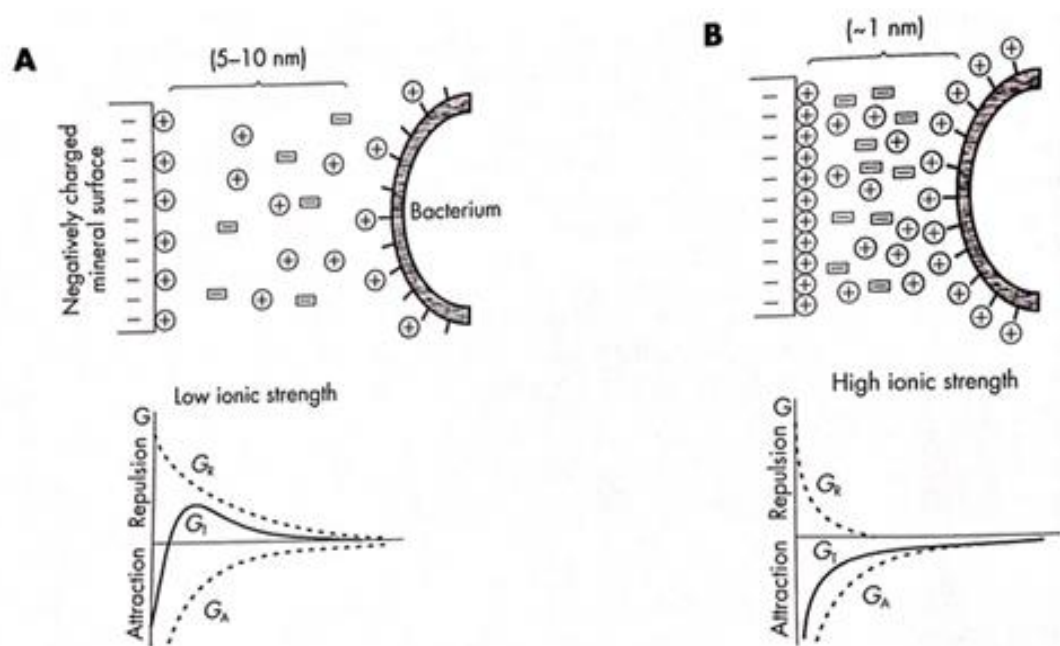 A
(5–10 nm)
Negatively charged
mineral surface
Bacterium
Low ionic strength
Repulsion G
Attraction
G_R
G_T
G_A
B
(~1 nm)
High ionic strength
Repulsion G
Attraction
G_R
G_T
G_A